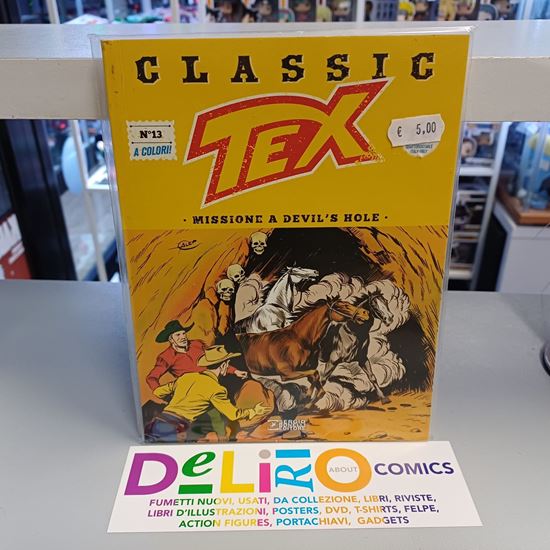 CLASSIC
N°13
A COLORI!
TEX
€ 5,00
· MISSIONE A DEVIL'S HOLE ·
SERGIO
BONELLI
EDITORE
DeLiRiO
ABOUT
COMICS
FUMETTI NUOVI, USATI, DA COLLEZIONE, LIBRI, RIVISTE,
LIBRI D'ILLUSTRAZIONI, POSTERS, DVD, T-SHIRTS, FELPE,
ACTION FIGURES, PORTACHIAVI, GADGETS